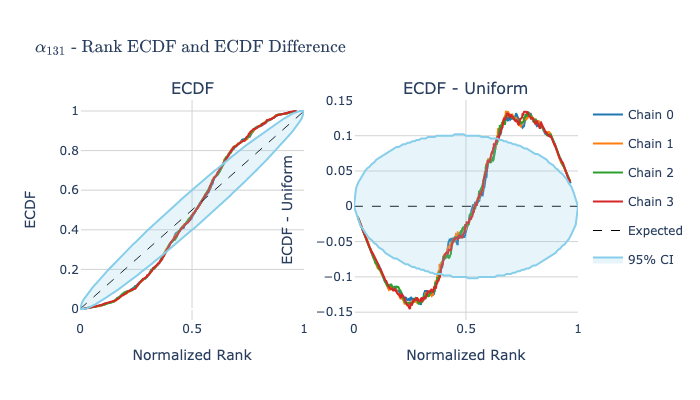 α131 - Rank ECDF and ECDF Difference
ECDF
ECDF
1
0.8
0.6
0.4
0.2
0
0
0.5
1
Normalized Rank
ECDF - Uniform
ECDF - Uniform
0.15
0.1
0.05
0
−0.05
−0.1
−0.15
0
0.5
1
Normalized Rank
Chain 0
Chain 1
Chain 2
Chain 3
Expected
95% CI